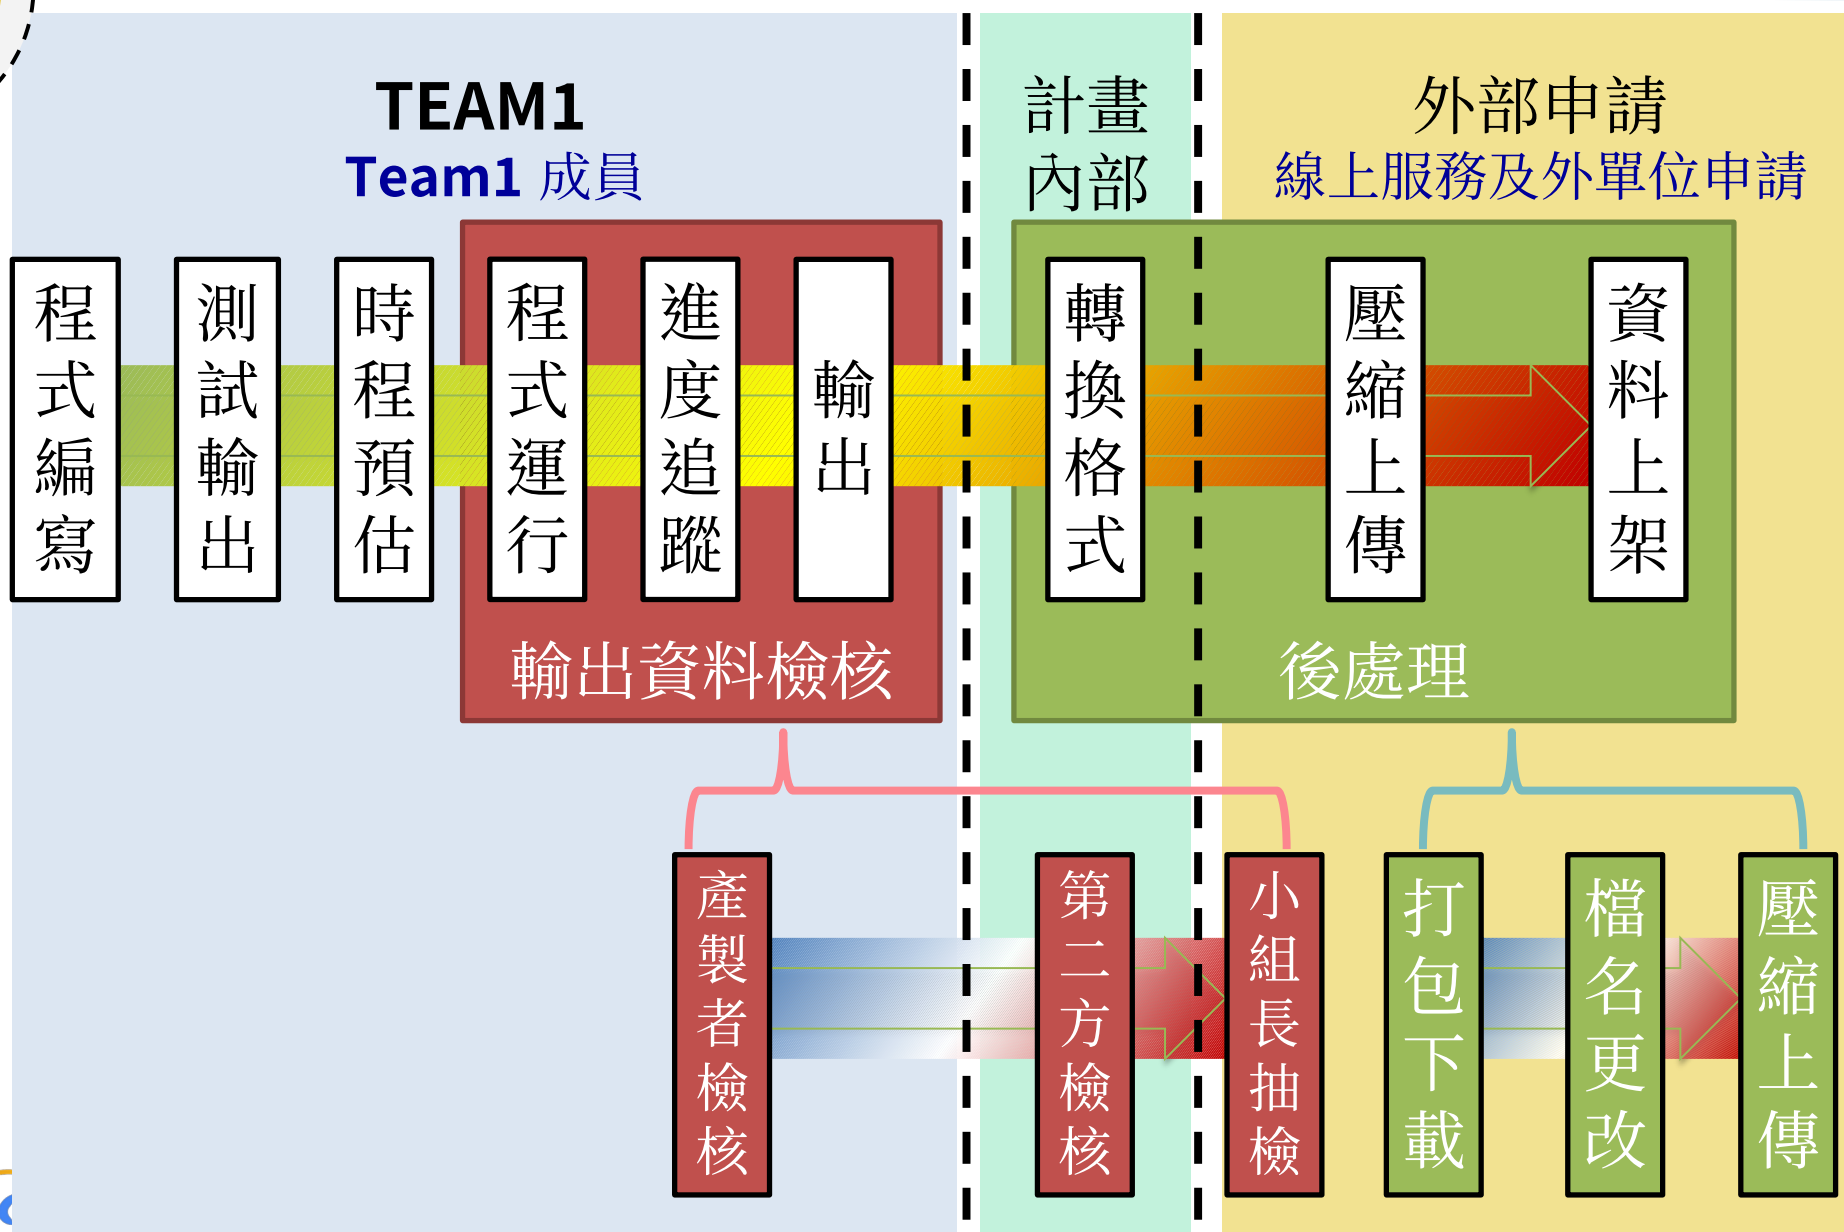 TEAM1
Team1 成員
計畫
內部
外部申請
線上服務及外單位申請
程式編寫
測試輸出
時程預估
程式運行
進度追蹤
輸出
轉換格式
壓縮上傳
資料上架
輸出資料檢核
後處理
產製者檢核
第二方檢核
小組長抽檢
打包下載
檔名更改
壓縮上傳